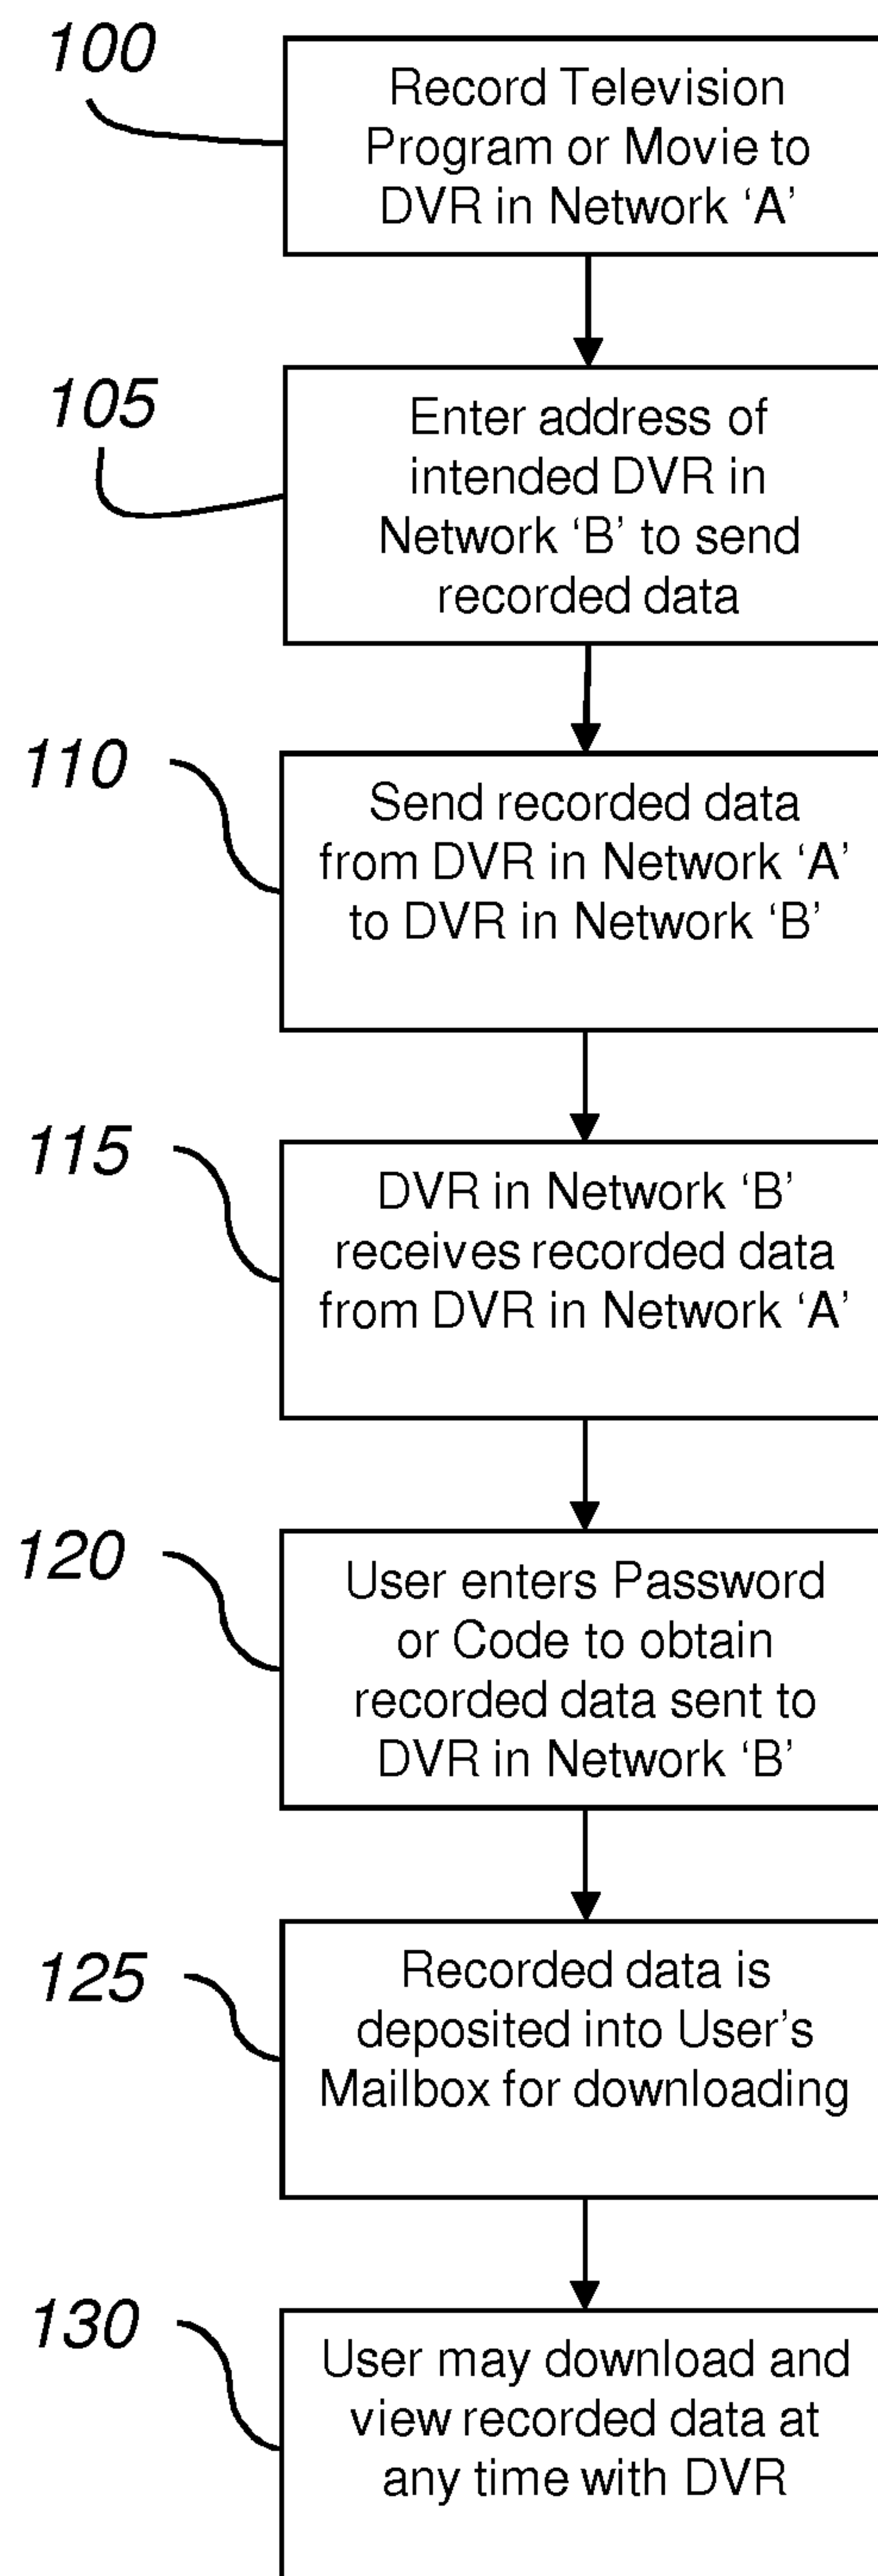 100
Record Television
Program or Movie to
DVR in Network ‘A’
105
Enter address of
intended DVR in
Network ‘B’ to send
recorded data
110
Send recorded data
from DVR in Network ‘A’
to DVR in Network ‘B’
115
DVR in Network ‘B’
receives recorded data
from DVR in Network ‘A’
120
User enters Password
or Code to obtain
recorded data sent to
DVR in Network ‘B’
125
Recorded data is
deposited into User’s
Mailbox for downloading
130
User may download and
view recorded data at
any time with DVR